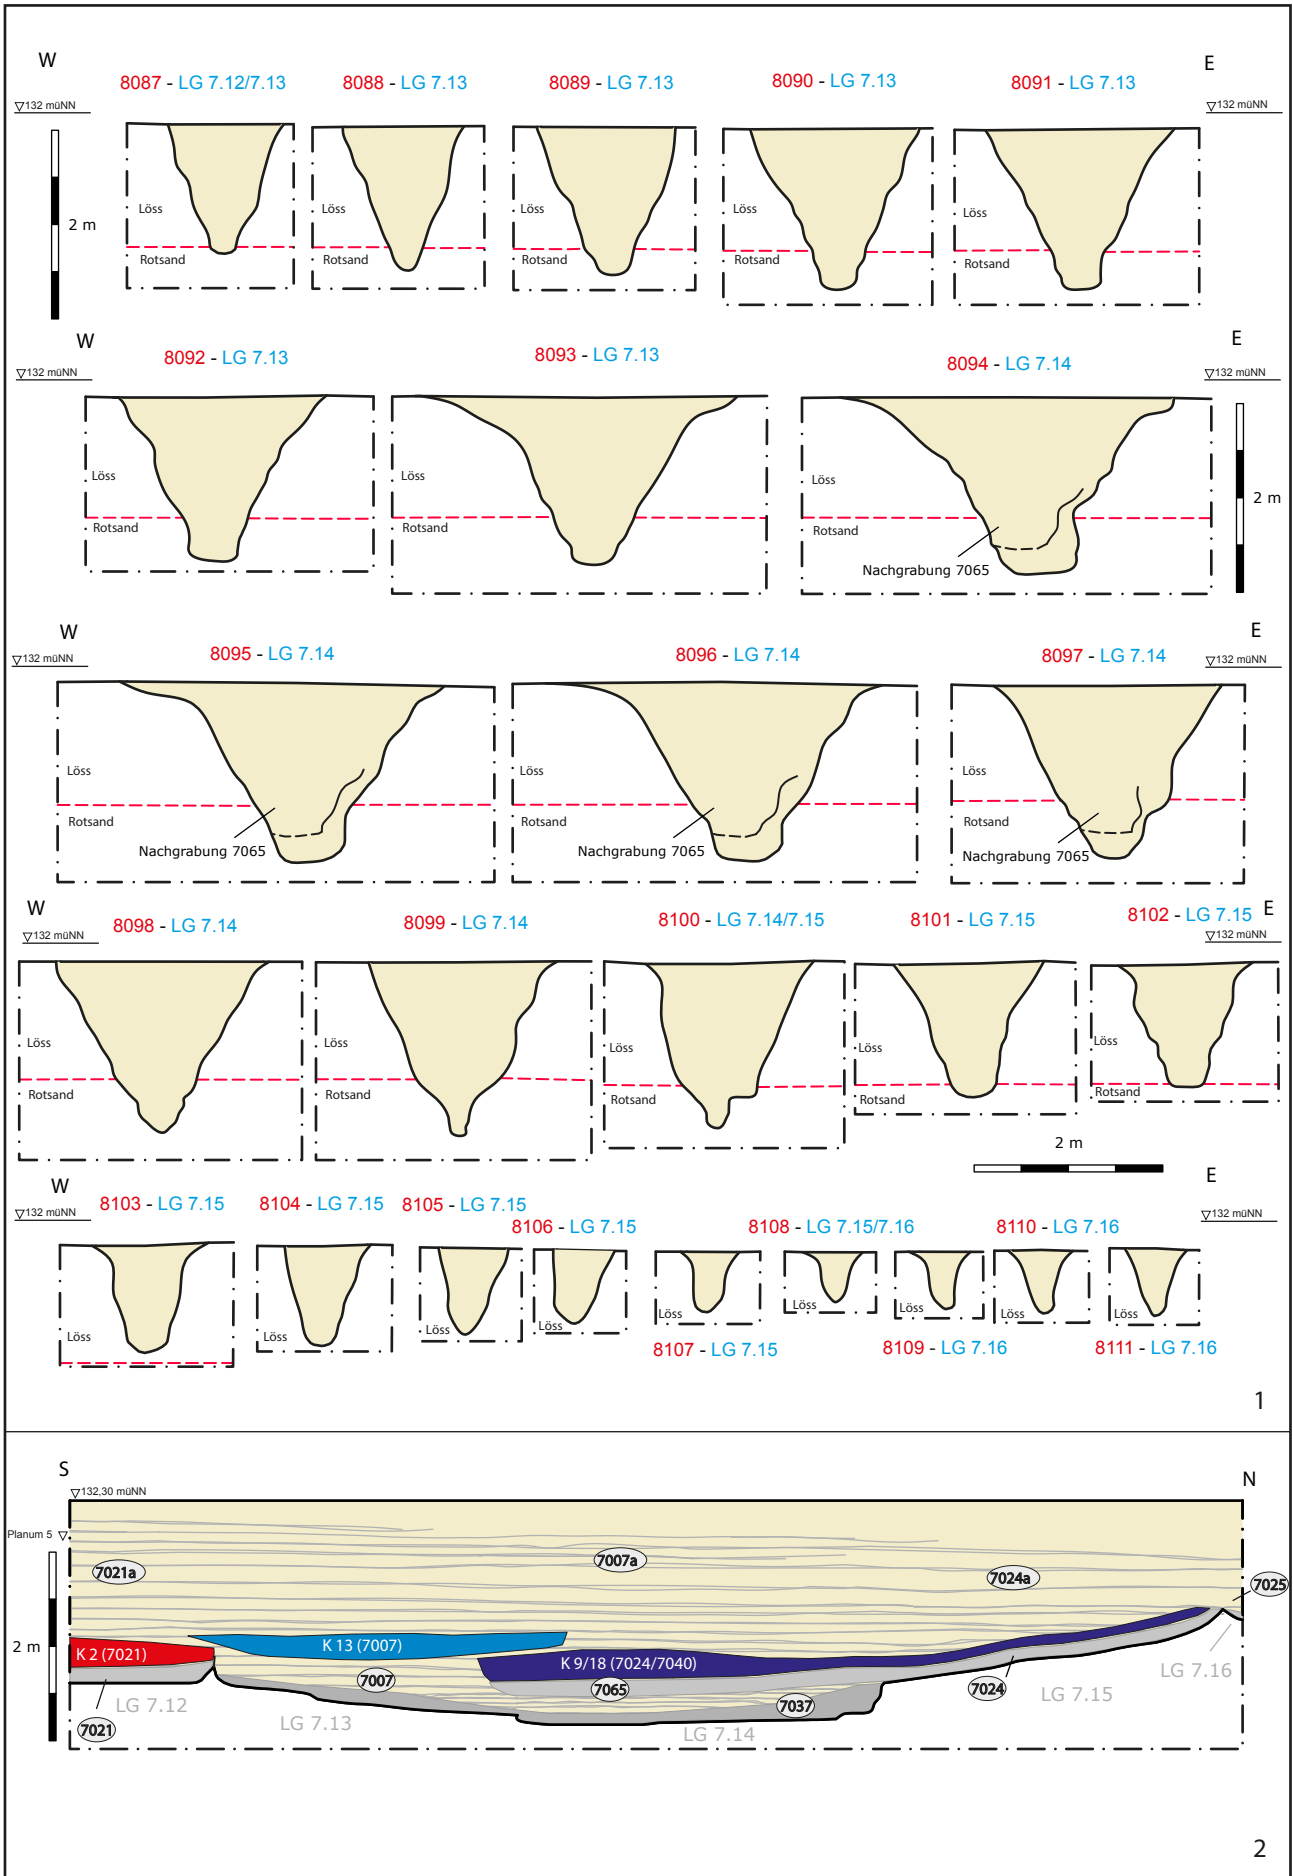 W
E
8087 - LG 7.12/7.13
8088 - LG 7.13
8089 - LG 7.13
8090 - LG 7.13
8091 - LG 7.13
▽132 müNN
▽132 müNN
Löss
Löss
Löss
Löss
Löss
2 m
Rotsand
Rotsand
Rotsand
Rotsand
Rotsand
W
E
8092 - LG 7.13
8093 - LG 7.13
8094 - LG 7.14
▽132 müNN
▽132 müNN
Löss
Löss
Löss
2 m
Rotsand
Rotsand
Rotsand
Nachgrabung 7065
W
E
8095 - LG 7.14
8096 - LG 7.14
8097 - LG 7.14
▽132 müNN
▽132 müNN
Löss
Löss
Löss
Rotsand
Rotsand
Rotsand
Nachgrabung 7065
Nachgrabung 7065
Nachgrabung 7065
W
E
8098 - LG 7.14
8099 - LG 7.14
8100 - LG 7.14/7.15
8101 - LG 7.15
8102 - LG 7.15
▽132 müNN
▽132 müNN
Löss
Löss
Löss
Löss
Löss
Rotsand
Rotsand
Rotsand
Rotsand
Rotsand
2 m
W
E
8103 - LG 7.15
8104 - LG 7.15
8105 - LG 7.15
8106 - LG 7.15
8108 - LG 7.15/7.16
8110 - LG 7.16
▽132 müNN
▽132 müNN
Löss
Löss
Löss
Löss
Löss
Löss
Löss
Löss
Löss
8107 - LG 7.15
8109 - LG 7.16
8111 - LG 7.16
1
S
N
▽132,30 müNN
Planum 5 ▽
7021a
7007a
7024a
7025
2 m
K 2 (7021)
K 13 (7007)
K 9/18 (7024/7040)
7007
7065
7037
7024
LG 7.16
LG 7.15
LG 7.12
7021
LG 7.13
LG 7.14
2